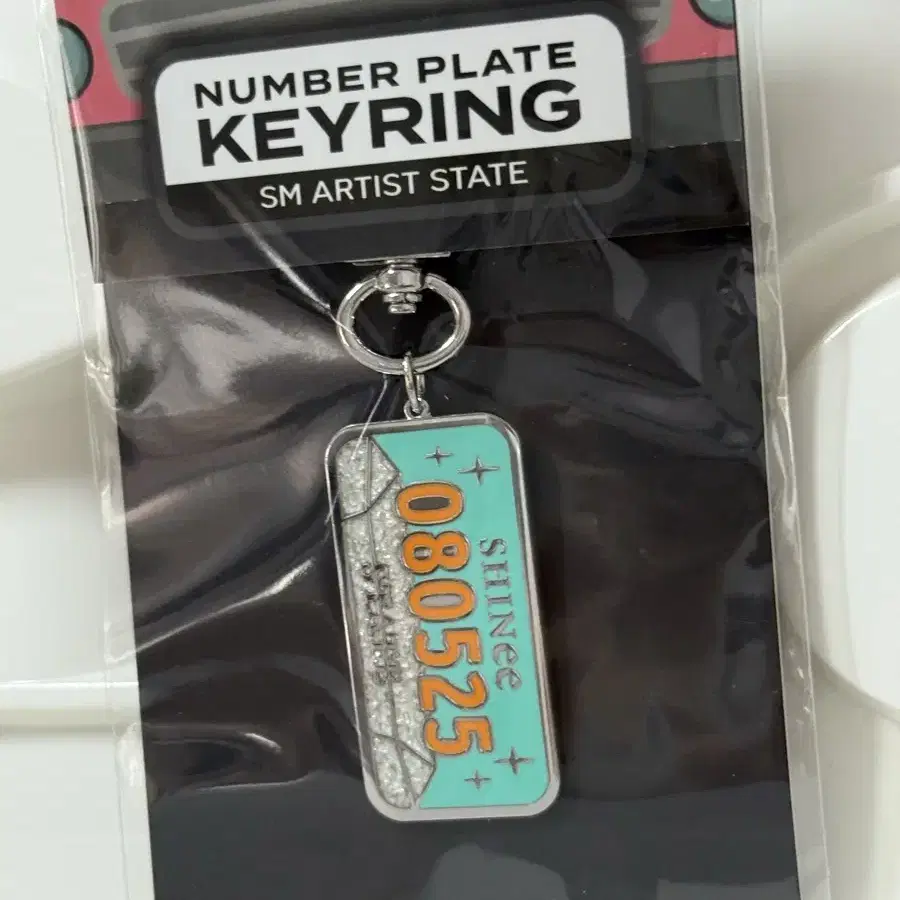 NUMBER PLATE
KEYRING
SM ARTIST STATE
SHINee
080525